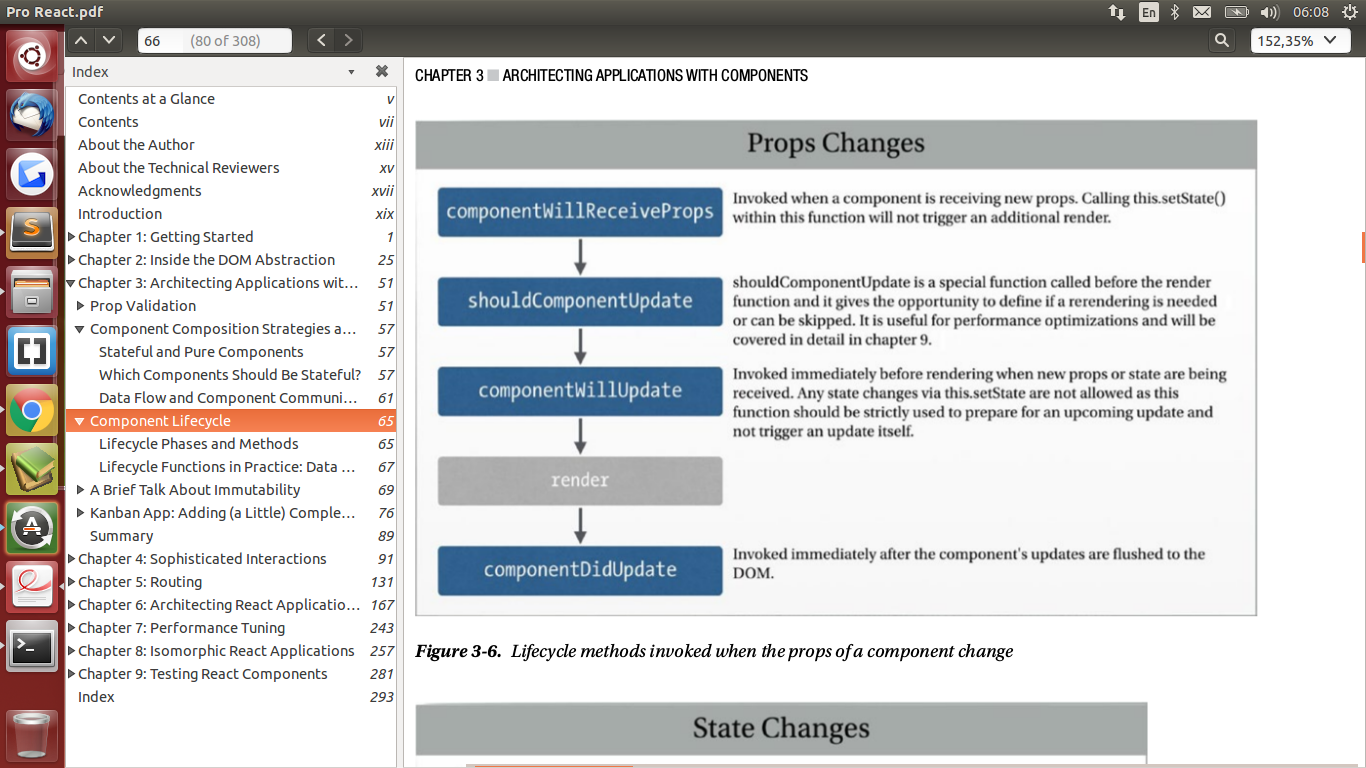 Pro React.pdf
En
06:08
66 (80 of 308)
152,35%
Index
Contents at a Glance v
Contents vii
About the Author xiii
About the Technical Reviewers xv
Acknowledgments xvii
Introduction xix
Chapter 1: Getting Started 1
Chapter 2: Inside the DOM Abstraction 25
Chapter 3: Architecting Applications wit... 51
Prop Validation 51
Component Composition Strategies a... 57
Stateful and Pure Components 57
Which Components Should Be Stateful? 57
Data Flow and Component Communi... 61
Component Lifecycle 65
Lifecycle Phases and Methods 65
Lifecycle Functions in Practice: Data ... 67
A Brief Talk About Immutability 69
Kanban App: Adding (a Little) Comple... 76
Summary 89
Chapter 4: Sophisticated Interactions 91
Chapter 5: Routing 131
Chapter 6: Architecting React Applicatio... 167
Chapter 7: Performance Tuning 243
Chapter 8: Isomorphic React Applications 257
Chapter 9: Testing React Components 281
Index 293
CHAPTER 3 ARCHITECTING APPLICATIONS WITH COMPONENTS
Props Changes
componentWillReceiveProps
Invoked when a component is receiving new props. Calling this.setState()
within this function will not trigger an additional render.
shouldComponentUpdate
shouldComponentUpdate is a special function called before the render
function and it gives the opportunity to define if a rerendering is needed
or can be skipped. It is useful for performance optimizations and will be
covered in detail in chapter 9.
componentWillUpdate
Invoked immediately before rendering when new props or state are being
received. Any state changes via this.setState are not allowed as this
function should be strictly used to prepare for an upcoming update and
not trigger an update itself.
render
componentDidUpdate
Invoked immediately after the component's updates are flushed to the
DOM.
Figure 3-6. Lifecycle methods invoked when the props of a component change
State Changes